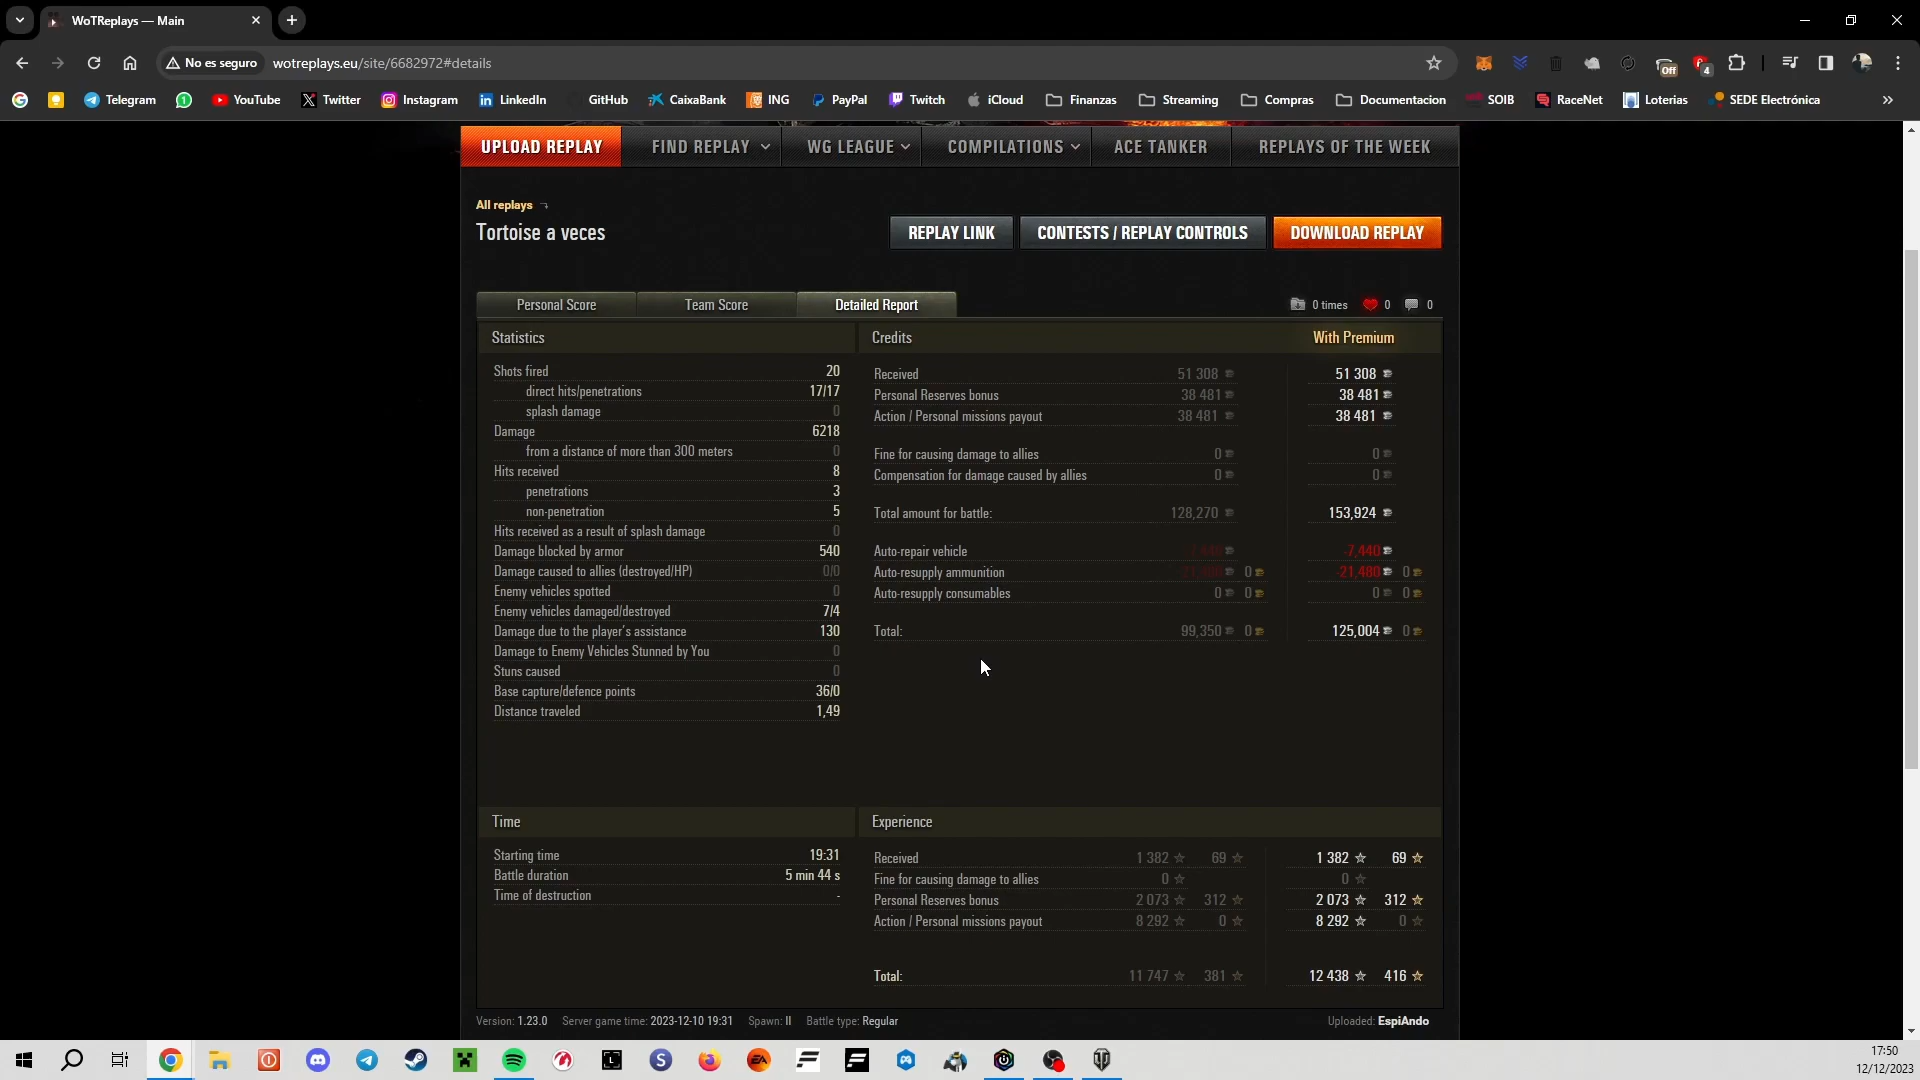 WoTReplays — Main
No es seguro wotreplays.eu/site/6682972#details
Off 4
Telegram YouTube Twitter Instagram LinkedIn GitHub CaixaBank ING PayPal Twitch iCloud Finanzas Streaming Compras Documentacion SOIB RaceNet Loterias SEDE Electrónica
UPLOAD REPLAY FIND REPLAY WG LEAGUE COMPILATIONS ACE TANKER REPLAYS OF THE WEEK
All replays
Tortoise a veces
REPLAY LINK CONTESTS / REPLAY CONTROLS DOWNLOAD REPLAY
Personal Score Team Score Detailed Report 0 times 0 0
Statistics
Shots fired 20
direct hits/penetrations 17/17
splash damage 0
Damage 6218
from a distance of more than 300 meters 0
Hits received 8
penetrations 3
non-penetration 5
Hits received as a result of splash damage 0
Damage blocked by armor 540
Damage caused to allies (destroyed/HP) 0/0
Enemy vehicles spotted 0
Enemy vehicles damaged/destroyed 7/4
Damage due to the player's assistance 130
Damage to Enemy Vehicles Stunned by You 0
Stuns caused 0
Base capture/defence points 36/0
Distance traveled 1,49
Credits With Premium
Received 51 308 51 308
Personal Reserves bonus 38 481 38 481
Action / Personal missions payout 38 481 38 481
Fine for causing damage to allies 0 0
Compensation for damage caused by allies 0 0
Total amount for battle: 128,270 153,924
Auto-repair vehicle -7,440 -7,440
Auto-resupply ammunition -21,480 0 -21,480 0
Auto-resupply consumables 0 0 0 0
Total: 99,350 0 125,004 0
Time
Starting time 19:31
Battle duration 5 min 44 s
Time of destruction -
Experience
Received 1 382 69 1 382 69
Fine for causing damage to allies 0 0
Personal Reserves bonus 2 073 312 2 073 312
Action / Personal missions payout 8 292 0 8 292 0
Total: 11 747 381 12 438 416
Version: 1.23.0 Server game time: 2023-12-10 19:31 Spawn: II Battle type: Regular Uploaded: EspiAndo
17:50
12/12/2023